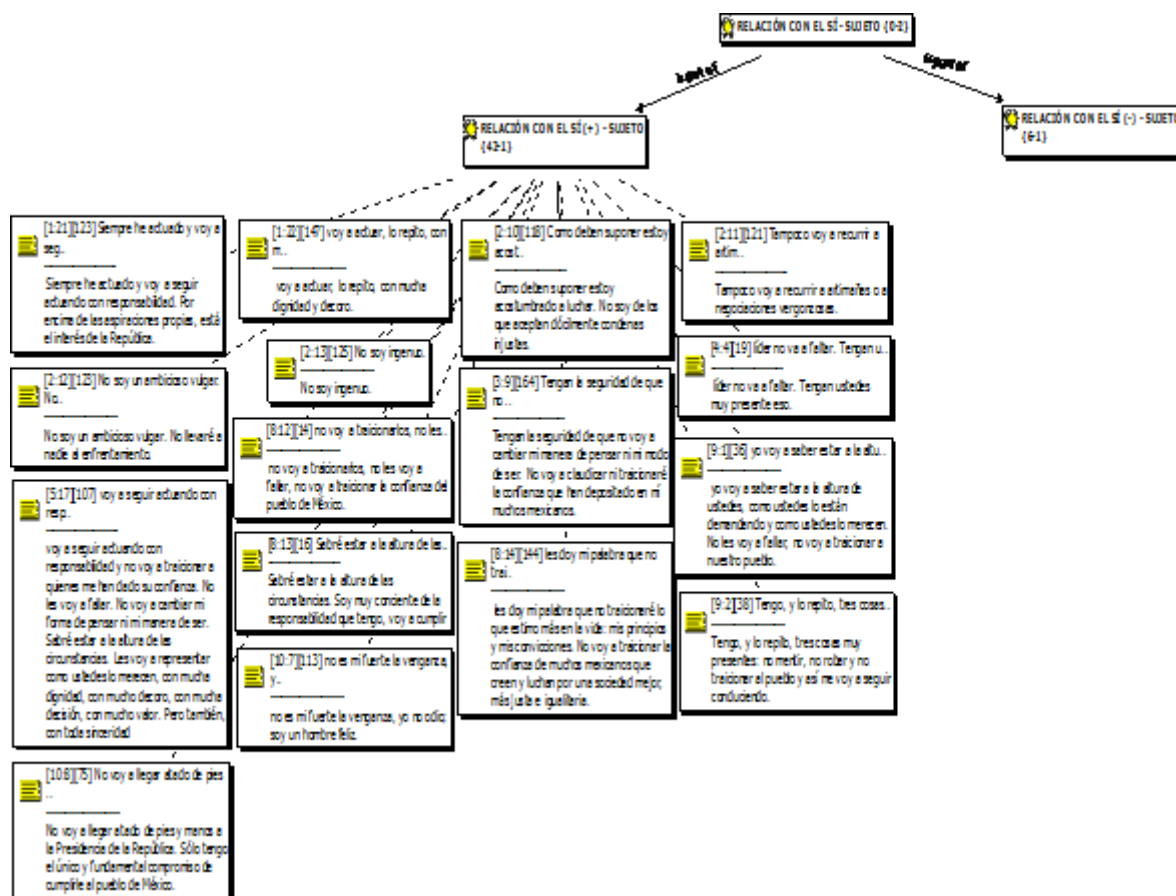 RELACIÓN CON EL SÍ - SUJETO {0-2}
is part of
is part of
RELACIÓN CON EL SÍ (+) - SUJETO
RELACIÓN CON EL SÍ (-) - SUJETO
{6-1}
[1:21][123] Siempre he actuado y voy a
seg..
Siempre he actuado y voy a seguir
actuando con responsabilidad. Por
encima de las aspiraciones propias, está
el interés de la República.
[1:22][147] voy a actuar, lo repito, con
m..
voy a actuar, lo repito, con mucha
dignidad y decoro.
[2:10][118] Como deben suponer estoy
acost..
Como deben suponer estoy
acostumbrado a luchar. No soy de los
que aceptan dócilmente condenas
injustas.
[2:11][121] Tampoco voy a recurrir a
artim..
Tampoco voy a recurrir a artimañas o a
negociaciones vergonzosas.
[2:12][123] No soy un ambicioso vulgar.
No..
No soy un ambicioso vulgar. No llevaré a
nadie al enfrentamiento.
[2:13][125] No soy ingenuo.
No soy ingenuo.
[3:9][164] Tengan la seguridad de que
no...
Tengan la seguridad de que no voy a
cambiar mi manera de pensar ni mi modo
de ser. No voy a claudicar ni traicionaré
la confianza que han depositado en mí
muchos mexicanos.
[4:4][19] líder no va a faltar. Tengan u..
líder no va a faltar. Tengan ustedes
muy presente eso.
[5:17][107] voy a seguir actuando con
resp..
voy a seguir actuando con
responsabilidad y no voy a traicionar a
quienes me han dado su confianza. No
les voy a fallar. No voy a cambiar mi
forma de pensar ni mi manera de ser.
Sabré estar a la altura de las
circunstancias. Les voy a representar
como ustedes lo merecen, con mucha
dignidad, con mucho decoro, con mucha
decisión, con mucho valor. Pero también,
con toda sinceridad
[8:12][14] no voy a traicionarlos, no les..
no voy a traicionarlos, no les voy a
fallar, no voy a traicionar la confianza del
pueblo de México.
[8:13][16] Sabré estar a la altura de las..
Sabré estar a la altura de las
circunstancias. Soy muy conciente de la
responsabilidad que tengo, voy a cumplir
[8:14][144] les doy mi palabra que no
trai..
les doy mi palabra que no traicionaré lo
que estimo más en la vida: mis principios
y mis convicciones. No voy a traicionar la
confianza de muchos mexicanos que
creen y luchan por una sociedad mejor,
más justa e igualitaria.
[9:1][36] yo voy a saber estar a la altu..
yo voy a saber estar a la altura de
ustedes, como ustedes lo están
demandando y como ustedes lo merecen.
No les voy a fallar, no voy a traicionar a
nuestro pueblo.
[9:2][38] Tengo, y lo repito, tres cosas..
Tengo, y lo repito, tres cosas muy
presentes: no mentir, no robar y no
traicionar al pueblo y así me voy a seguir
conduciendo.
[10:7][113] no es mi fuerte la venganza,
y..
no es mi fuerte la venganza, yo no odio;
soy un hombre feliz.
[10:8][75] No voy a llegar atado de pies
..
No voy a llegar atado de pies y manos a
la Presidencia de la República. Sólo tengo
el único y fundamental compromiso de
cumplirle al pueblo de México.